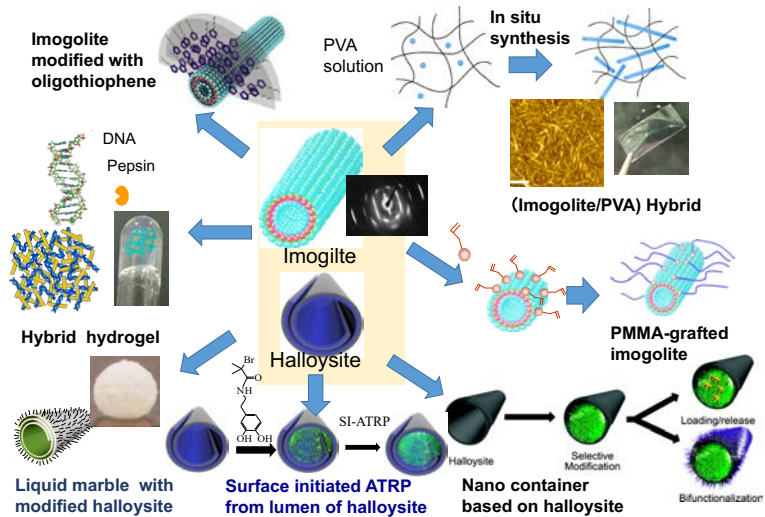 Imogolite
modified with
oligothiophene
PVA
solution
In situ
synthesis
(Imogolite/PVA) Hybrid
DNA
Pepsin
Hybrid hydrogel
Imogilte
Halloysite
PMMA-grafted
imogolite
Br
O
NH
OH
OH
SI-ATRP
Liquid marble with
modified halloysite
Surface initiated ATRP
from lumen of halloysite
Halloysite
Selective
Modification
Loading/release
Bifunctionalization
Nano container
based on halloysite